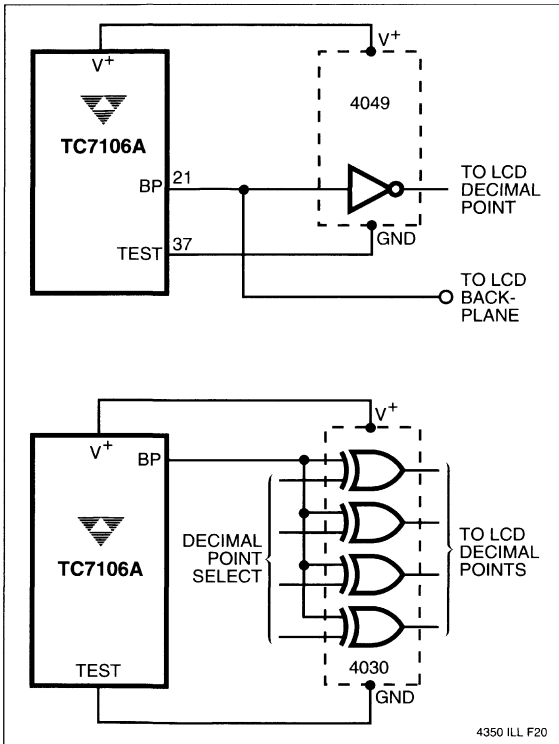 V+
V+
4049
TC7106A
BP
21
TO LCD
DECIMAL
POINT
TEST
37
GND
TO LCD
BACK-
PLANE
V+
V+
BP
DECIMAL
POINT
SELECT
TO LCD
DECIMAL
POINTS
TC7106A
TEST
4030
GND
4350 ILL F20